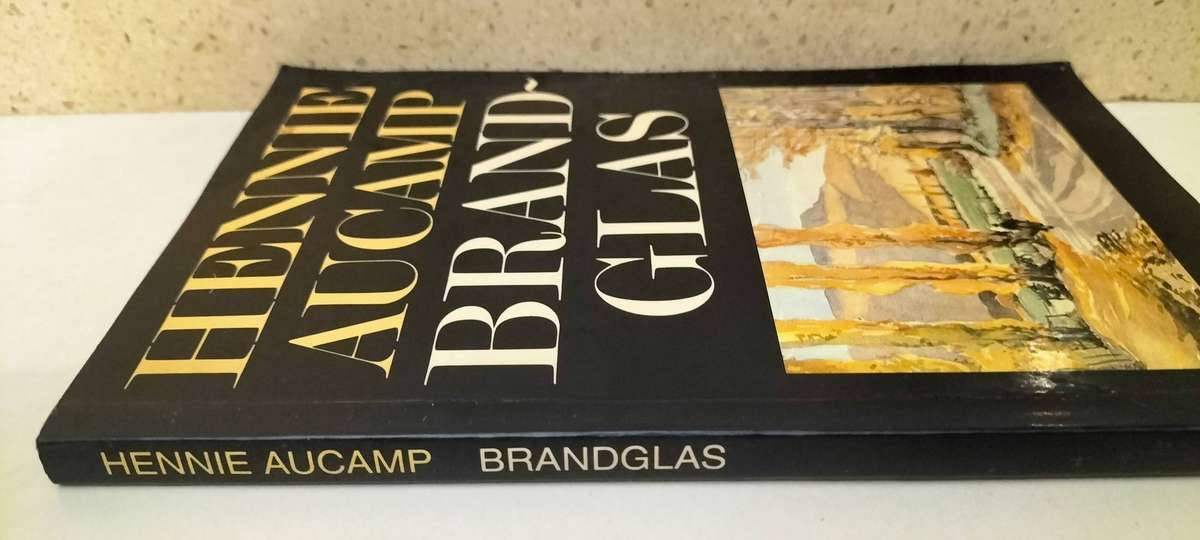 HENNIE
AUCAMP
BRAND~
GLAS
HENNIE AUCAMP BRANDGLAS